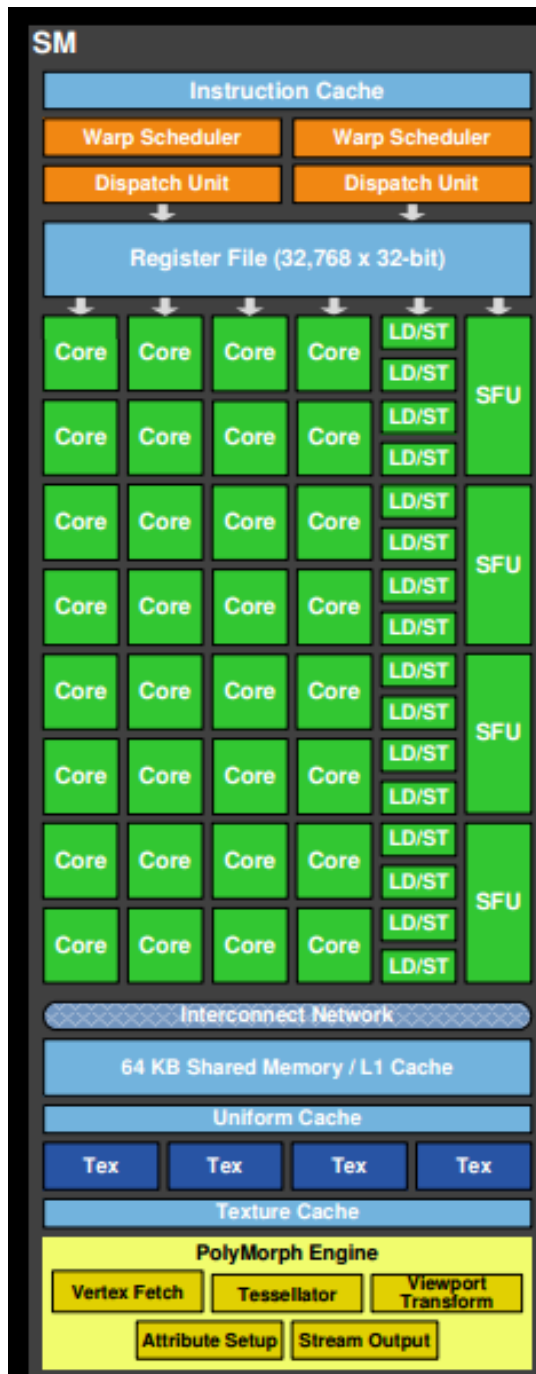 SM
Instruction Cache
Warp Scheduler Warp Scheduler
Dispatch Unit Dispatch Unit
Register File (32,768 x 32-bit)
Core Core Core Core LD/ST SFU
LD/ST
Core Core Core Core LD/ST
LD/ST
Core Core Core Core LD/ST SFU
LD/ST
Core Core Core Core LD/ST
LD/ST
Core Core Core Core LD/ST SFU
LD/ST
Core Core Core Core LD/ST
LD/ST
Core Core Core Core LD/ST SFU
LD/ST
Core Core Core Core LD/ST
LD/ST
Interconnect Network
64 KB Shared Memory / L1 Cache
Uniform Cache
Tex Tex Tex Tex
Texture Cache
PolyMorph Engine
Vertex Fetch Tessellator Viewport
Transform
Attribute Setup Stream Output